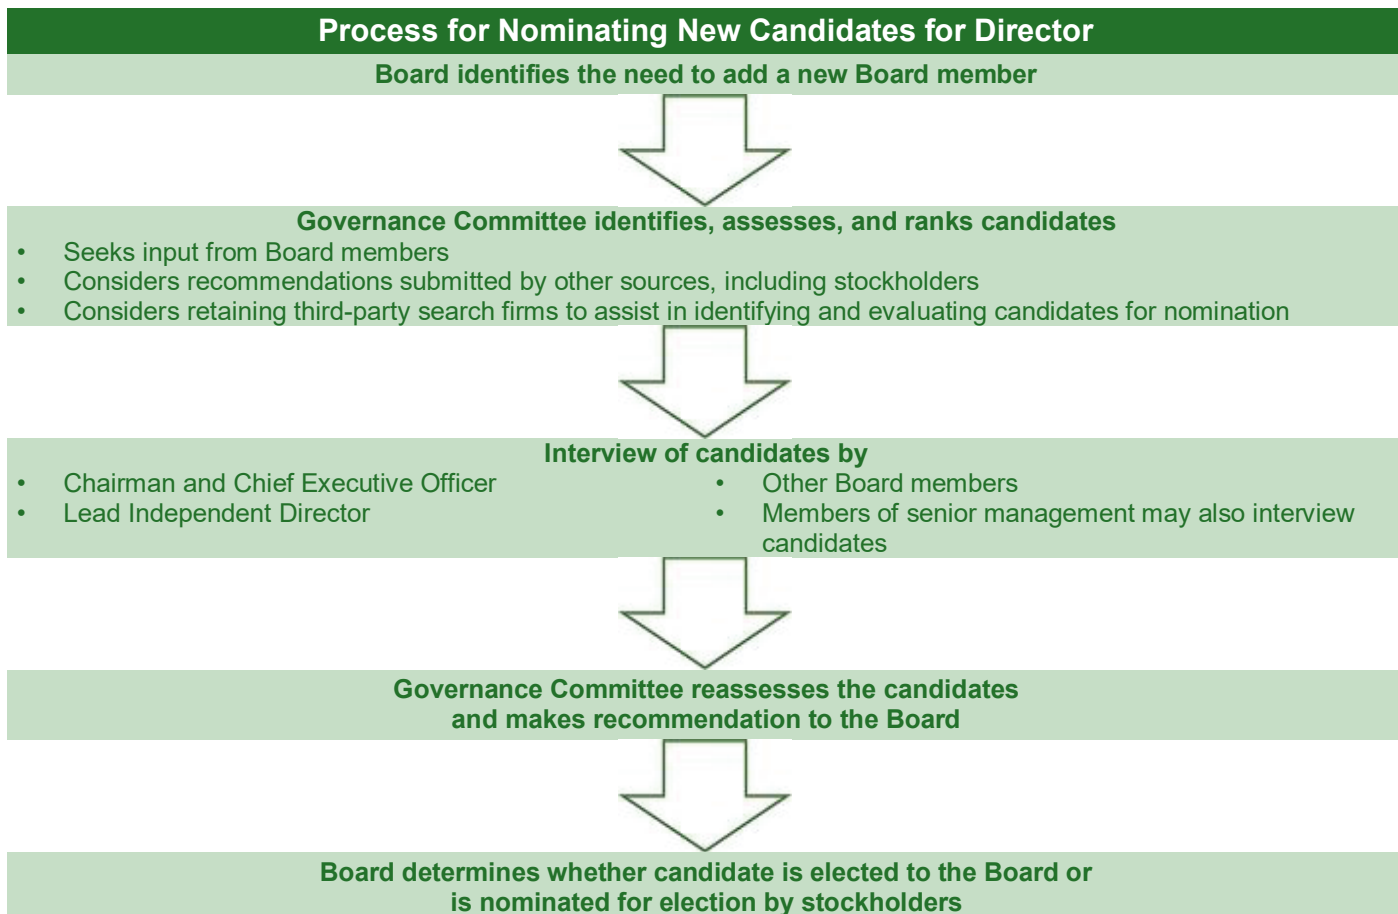 Process for Nominating New Candidates for Director
Board identifies the need to add a new Board member
Governance Committee identifies, assesses, and ranks candidates
• Seeks input from Board members
• Considers recommendations submitted by other sources, including stockholders
• Considers retaining third-party search firms to assist in identifying and evaluating candidates for nomination
Interview of candidates by
• Chairman and Chief Executive Officer
• Lead Independent Director
• Other Board members
• Members of senior management may also interview
candidates
Governance Committee reassesses the candidates
and makes recommendation to the Board
Board determines whether candidate is elected to the Board or
is nominated for election by stockholders